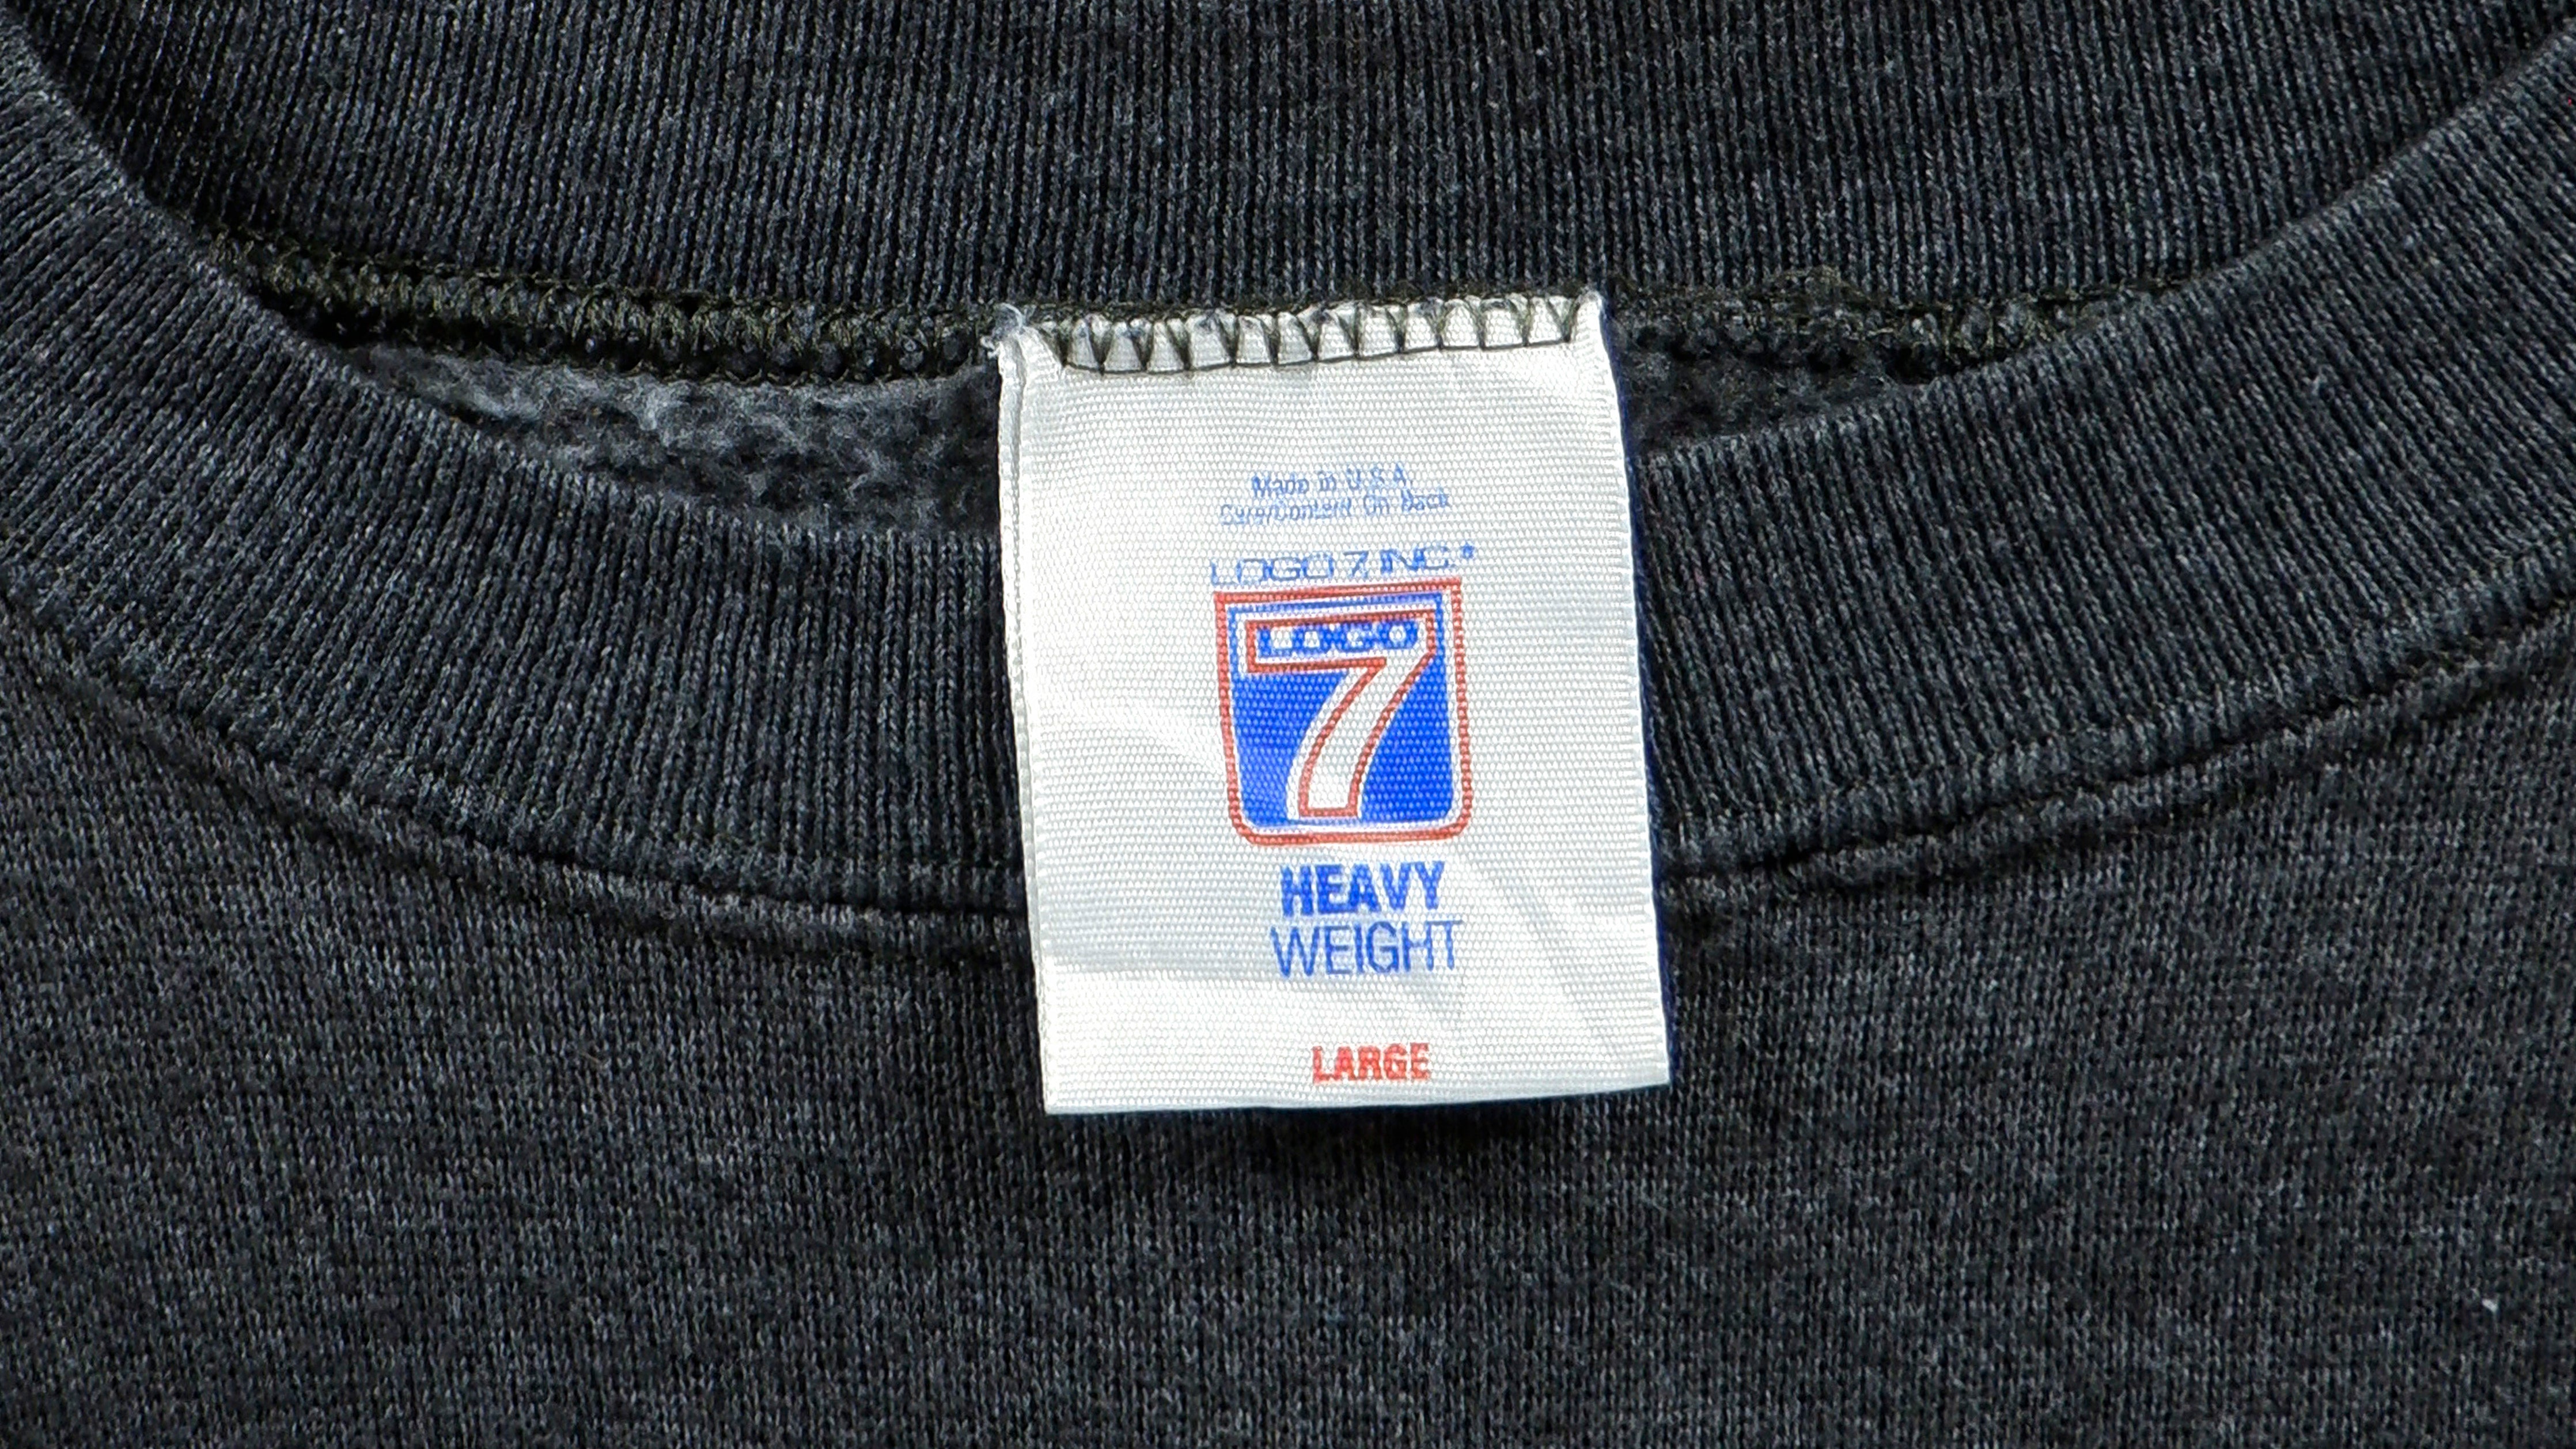 Made in U.S.A.
Care/Content On Back
LOGO 7, INC.®
LOGO
7
HEAVY
WEIGHT
LARGE